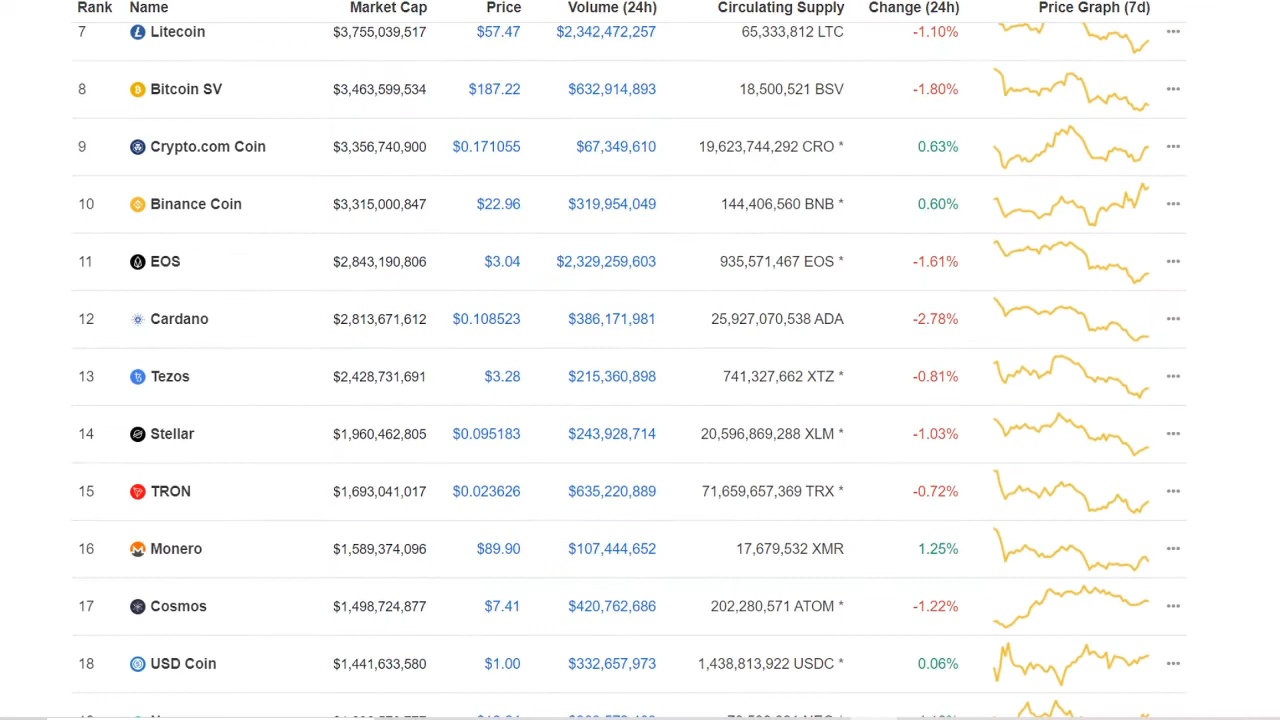 Rank Name Market Cap Price Volume (24h) Circulating Supply Change (24h) Price Graph (7d)
7 Litecoin $3,755,039,517 $57.47 $2,342,472,257 65,333,812 LTC -1.10%
8 Bitcoin SV $3,463,599,534 $187.22 $632,914,893 18,500,521 BSV -1.80%
9 Crypto.com Coin $3,356,740,900 $0.171055 $67,349,610 19,623,744,292 CRO * 0.63%
10 Binance Coin $3,315,000,847 $22.96 $319,954,049 144,406,560 BNB * 0.60%
11 EOS $2,843,190,806 $3.04 $2,329,259,603 935,571,467 EOS * -1.61%
12 Cardano $2,813,671,612 $0.108523 $386,171,981 25,927,070,538 ADA -2.78%
13 Tezos $2,428,731,691 $3.28 $215,360,898 741,327,662 XTZ * -0.81%
14 Stellar $1,960,462,805 $0.095183 $243,928,714 20,596,869,288 XLM * -1.03%
15 TRON $1,693,041,017 $0.023626 $635,220,889 71,659,657,369 TRX * -0.72%
16 Monero $1,589,374,096 $89.90 $107,444,652 17,679,532 XMR 1.25%
17 Cosmos $1,498,724,877 $7.41 $420,762,686 202,280,571 ATOM * -1.22%
18 USD Coin $1,441,633,580 $1.00 $332,657,973 1,438,813,922 USDC * 0.06%